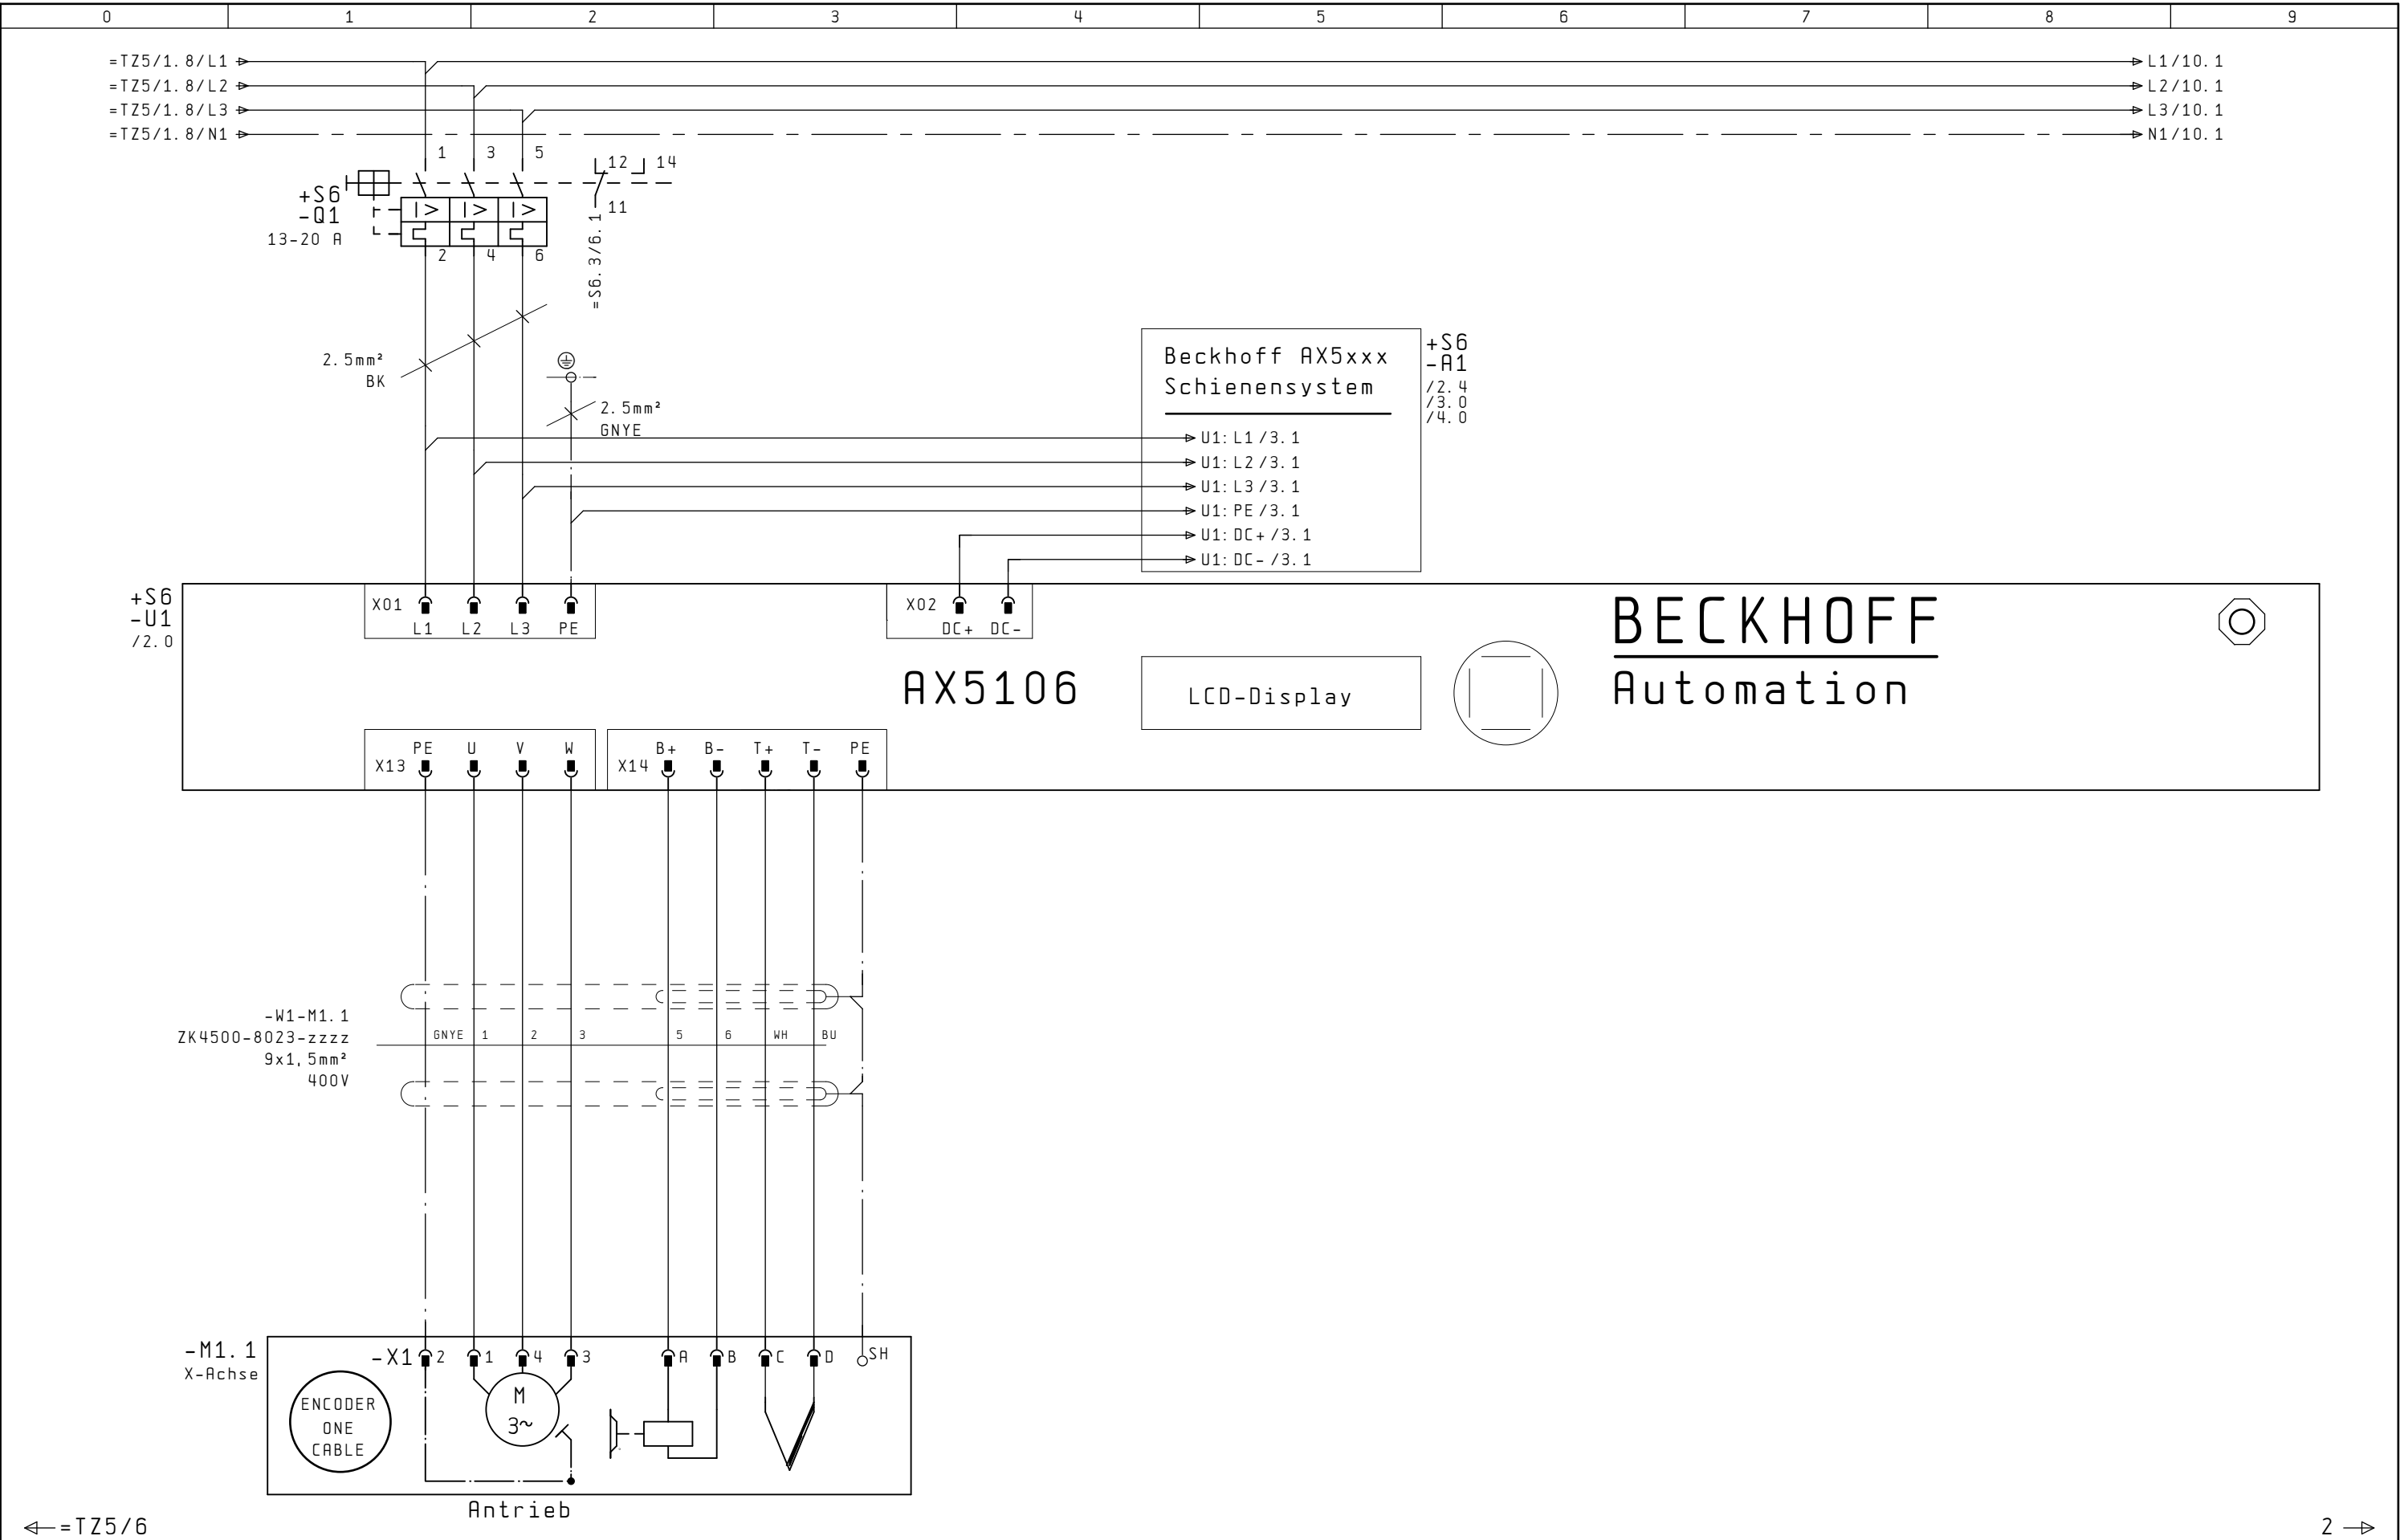 0 1 2 3 4 5 6 7 8 9
=TZ5/1.8/L1 L1/10.1
=TZ5/1.8/L2 L2/10.1
=TZ5/1.8/L3 L3/10.1
=TZ5/1.8/N1 N1/10.1
1 3 5
12 14
+S6
-Q1
13-20 A
I> I> I>
11
2 4 6
=S6.3/6.1
2.5mm²
BK
2.5mm²
GNYE
Beckhoff AX5xxx
Schienensystem
+S6
-A1
/2.4
/3.0
/4.0
U1:L1/3.1
U1:L2/3.1
U1:L3/3.1
U1:PE/3.1
U1:DC+/3.1
U1:DC-/3.1
+S6
-U1
/2.0
X01
L1 L2 L3 PE
X02
DC+ DC-
AX5106
LCD-Display
BECKHOFF
Automation
PE U V W
X13
B+ B- T+ T- PE
X14
-W1-M1.1
ZK4500-8023-zzzz
9x1,5mm²
400V
GNYE 1 2 3 5 6 WH BU
-M1.1
X-Achse
-X1 2 1 4 3 A B C D SH
ENCODER
ONE
CABLE
M
3~
Antrieb
=TZ5/6
2